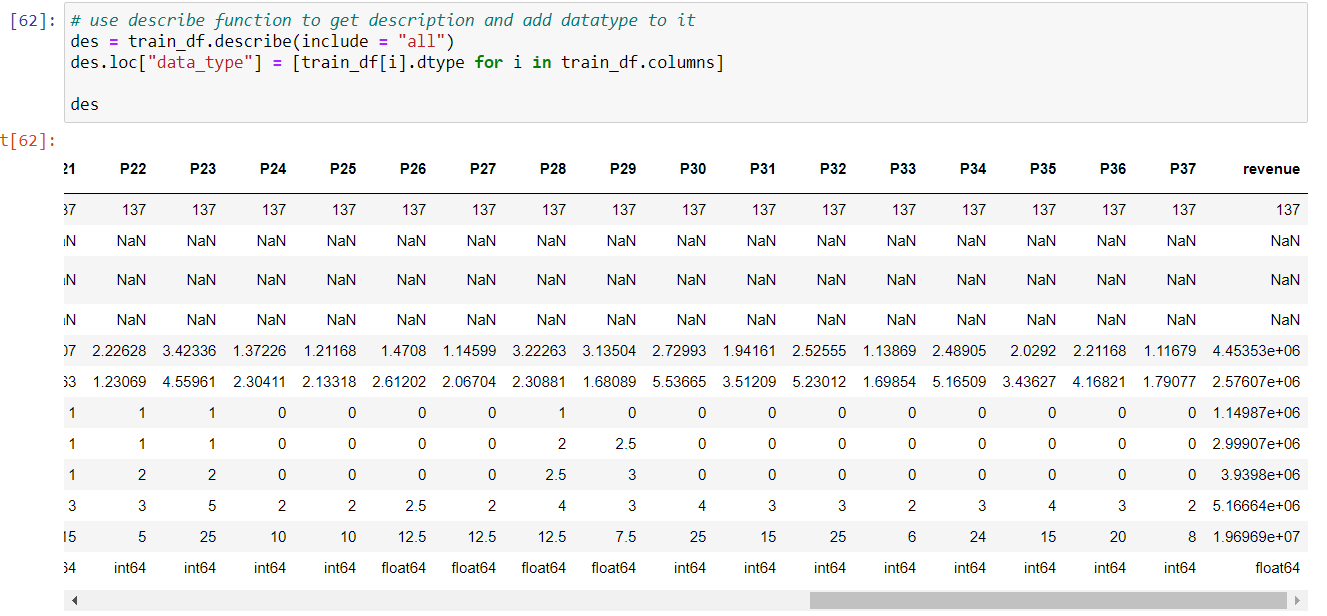 [62]: # use describe function to get description and add datatype to it
des = train_df.describe(include = "all")
des.loc["data_type"] = [train_df[i].dtype for i in train_df.columns]
des
t[62]:
21 P22 P23 P24 P25 P26 P27 P28 P29 P30 P31 P32 P33 P34 P35 P36 P37 revenue
37 137 137 137 137 137 137 137 137 137 137 137 137 137 137 137 137 137
aN NaN NaN NaN NaN NaN NaN NaN NaN NaN NaN NaN NaN NaN NaN NaN NaN NaN
aN NaN NaN NaN NaN NaN NaN NaN NaN NaN NaN NaN NaN NaN NaN NaN NaN NaN
aN NaN NaN NaN NaN NaN NaN NaN NaN NaN NaN NaN NaN NaN NaN NaN NaN NaN
07 2.22628 3.42336 1.37226 1.21168 1.4708 1.14599 3.22263 3.13504 2.72993 1.94161 2.52555 1.13869 2.48905 2.0292 2.21168 1.11679 4.45353e+06
63 1.23069 4.55961 2.30411 2.13318 2.61202 2.06704 2.30881 1.68089 5.53665 3.51209 5.23012 1.69854 5.16509 3.43627 4.16821 1.79077 2.57607e+06
1 1 1 0 0 0 0 1 0 0 0 0 0 0 0 0 0 1.14987e+06
1 1 1 0 0 0 0 2 2.5 0 0 0 0 0 0 0 0 2.99907e+06
1 2 2 0 0 0 0 2.5 3 0 0 0 0 0 0 0 0 3.9398e+06
3 3 5 2 2 2.5 2 4 3 4 3 3 2 3 4 3 2 5.16664e+06
15 5 25 10 10 12.5 12.5 12.5 7.5 25 15 25 6 24 15 20 8 1.96969e+07
64 int64 int64 int64 int64 float64 float64 float64 float64 int64 int64 int64 int64 int64 int64 int64 int64 float64